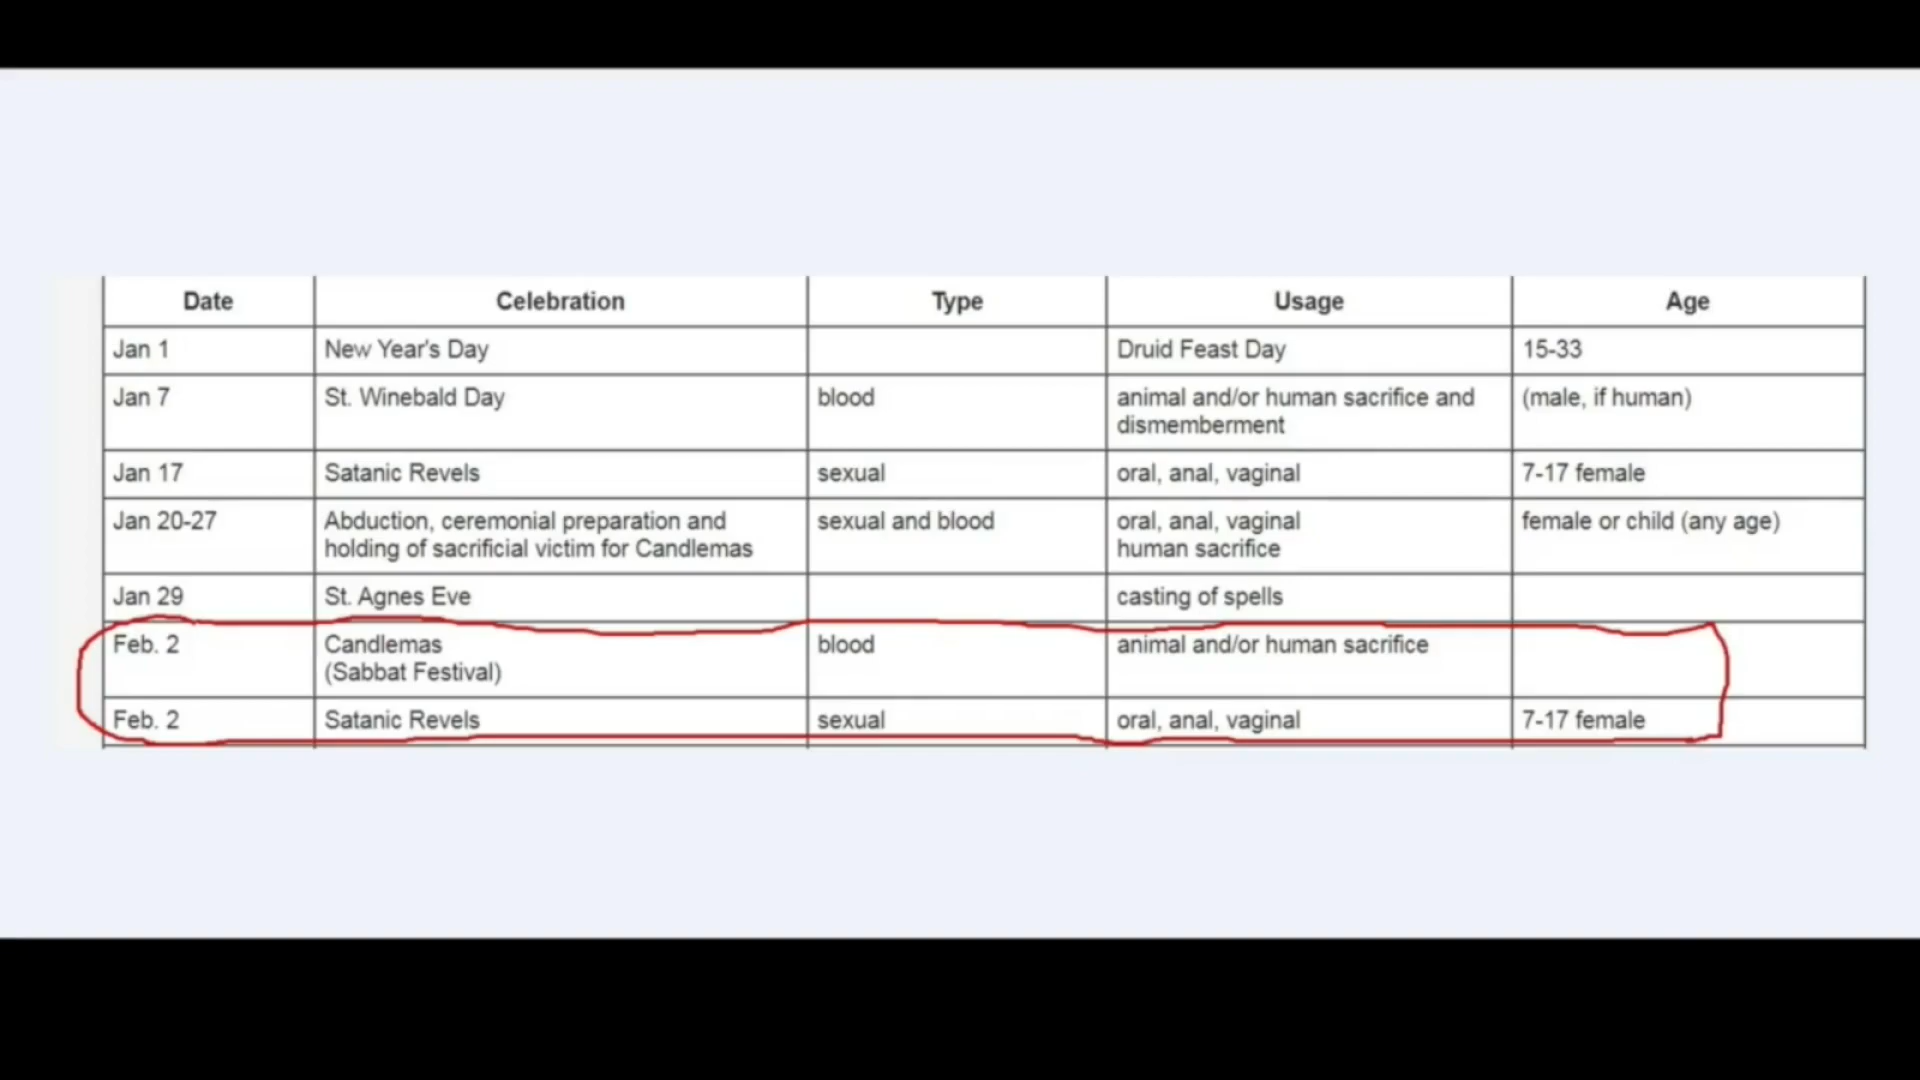 Date Celebration Type Usage Age
Jan 1 New Year's Day Druid Feast Day 15-33
Jan 7 St. Winebald Day blood animal and/or human sacrifice and (male, if human)
dismemberment
Jan 17 Satanic Revels sexual oral, anal, vaginal 7-17 female
Jan 20-27 Abduction, ceremonial preparation and sexual and blood oral, anal, vaginal female or child (any age)
holding of sacrificial victim for Candlemas human sacrifice
Jan 29 St. Agnes Eve casting of spells
Feb. 2 Candlemas blood animal and/or human sacrifice
(Sabbat Festival)
Feb. 2 Satanic Revels sexual oral, anal, vaginal 7-17 female